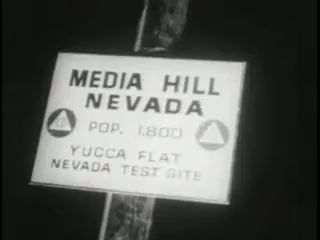 MEDIA HILL
NEVADA
POP. 1,800
YUCCA FLAT
NEVADA TEST SITE